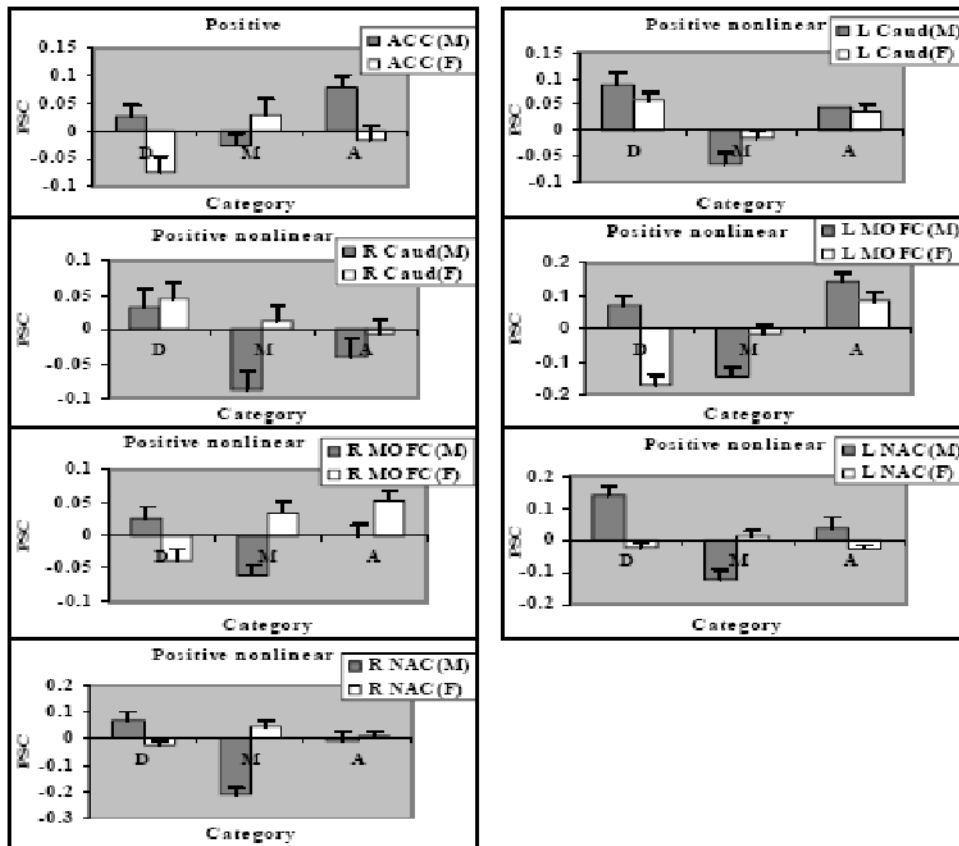 Positive
ACC(M)
ACC(F)
0.15
0.1
0.05
0
-0.05
-0.1
PSC
D M A
Category
Positive nonlinear
L Caud(M)
L Caud(F)
0.15
0.1
0.05
0
-0.05
-0.1
PSC
D M A
Category
Positive nonlinear
R Caud(M)
R Caud(F)
0.1
0.05
0
-0.05
-0.1
PSC
D M A
Category
Positive nonlinear
L MOFC(M)
L MOFC(F)
0.2
0.1
0
-0.1
-0.2
PSC
D M A
Category
Positive nonlinear
R MOFC(M)
R MOFC(F)
0.1
0.05
0
-0.05
-0.1
PSC
D M A
Category
Positive nonlinear
L NAC(M)
L NAC(F)
0.2
0.1
0
-0.1
-0.2
PSC
D M A
Category
Positive nonlinear
R NAC(M)
R NAC(F)
0.2
0.1
0
-0.1
-0.2
-0.3
PSC
D M A
Category